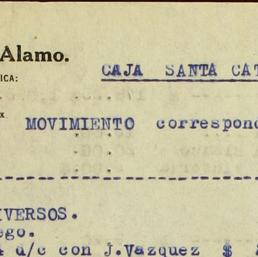 Alamo.
ICA:
CAJA SANTA CAT
x
MOVIMIENTO correspond
IVERSOS.
ego.
d/c con J.Vazquez $